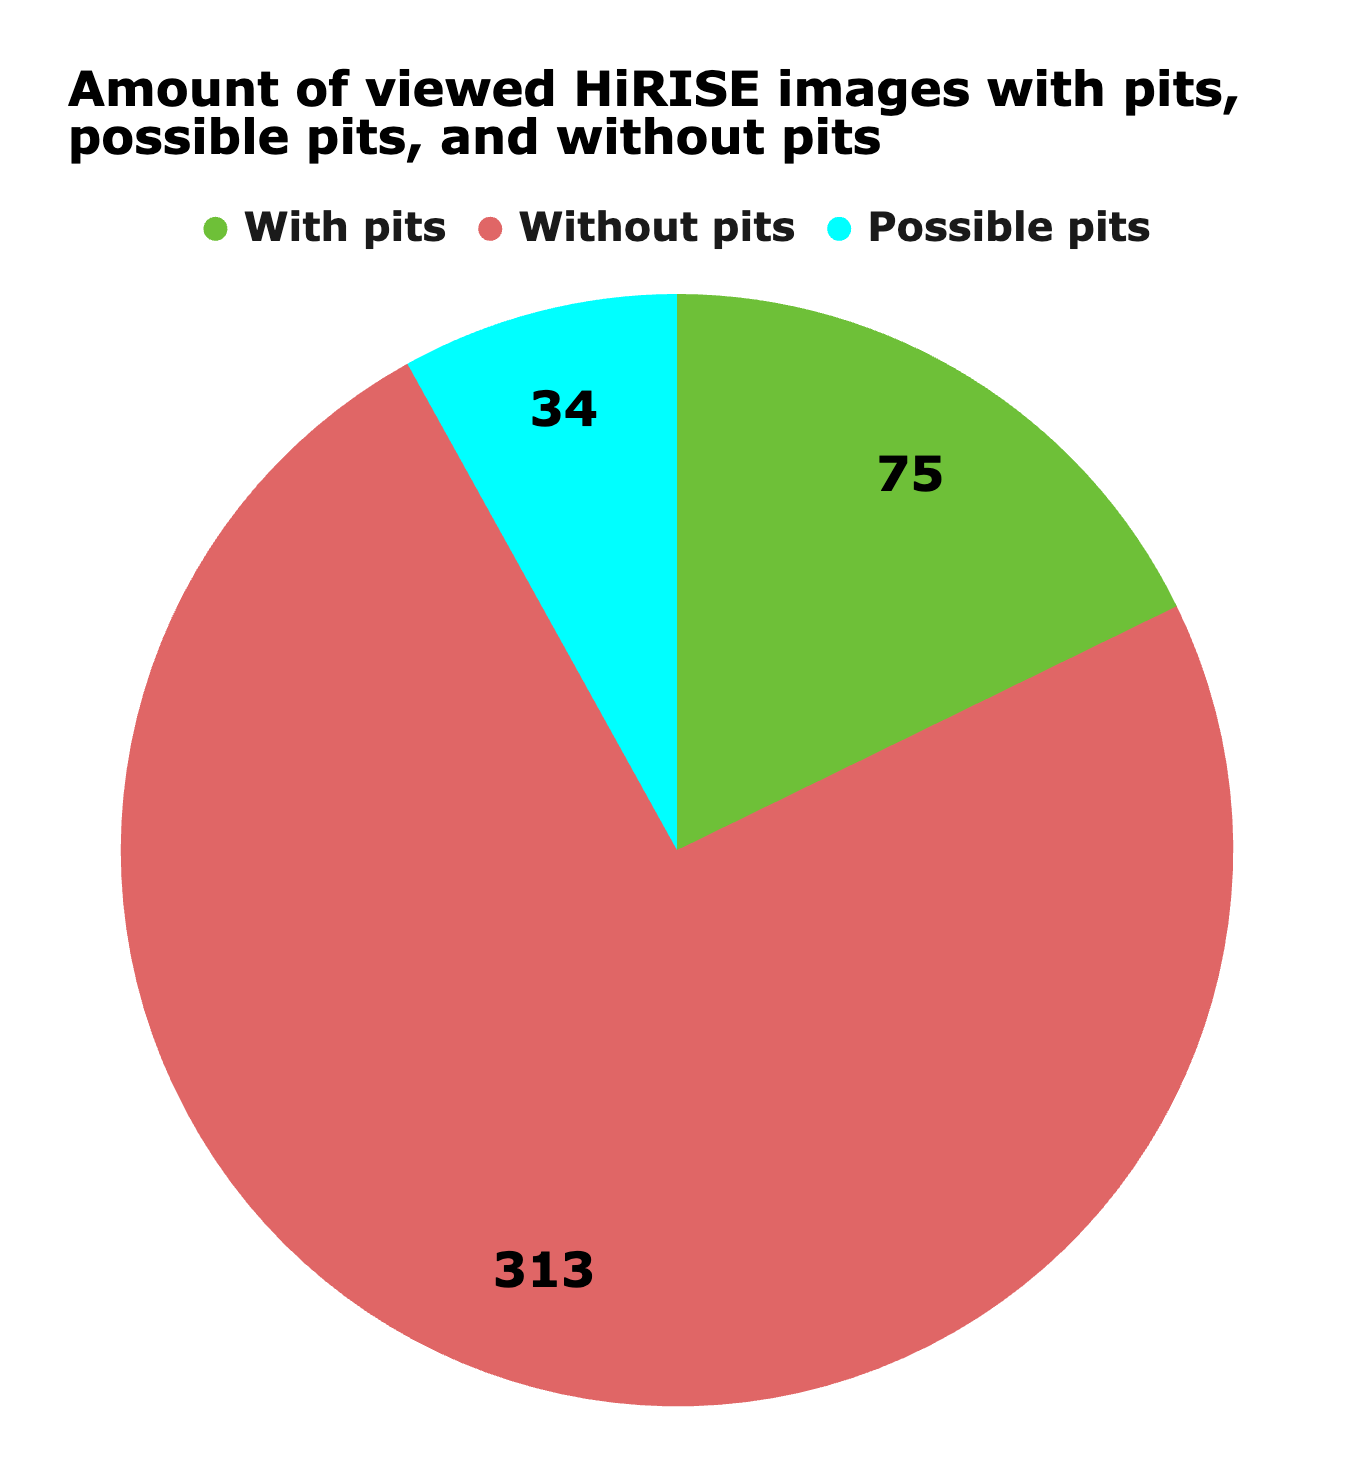 Amount of viewed HiRISE images with pits,
possible pits, and without pits
With pits Without pits Possible pits
34
75
313